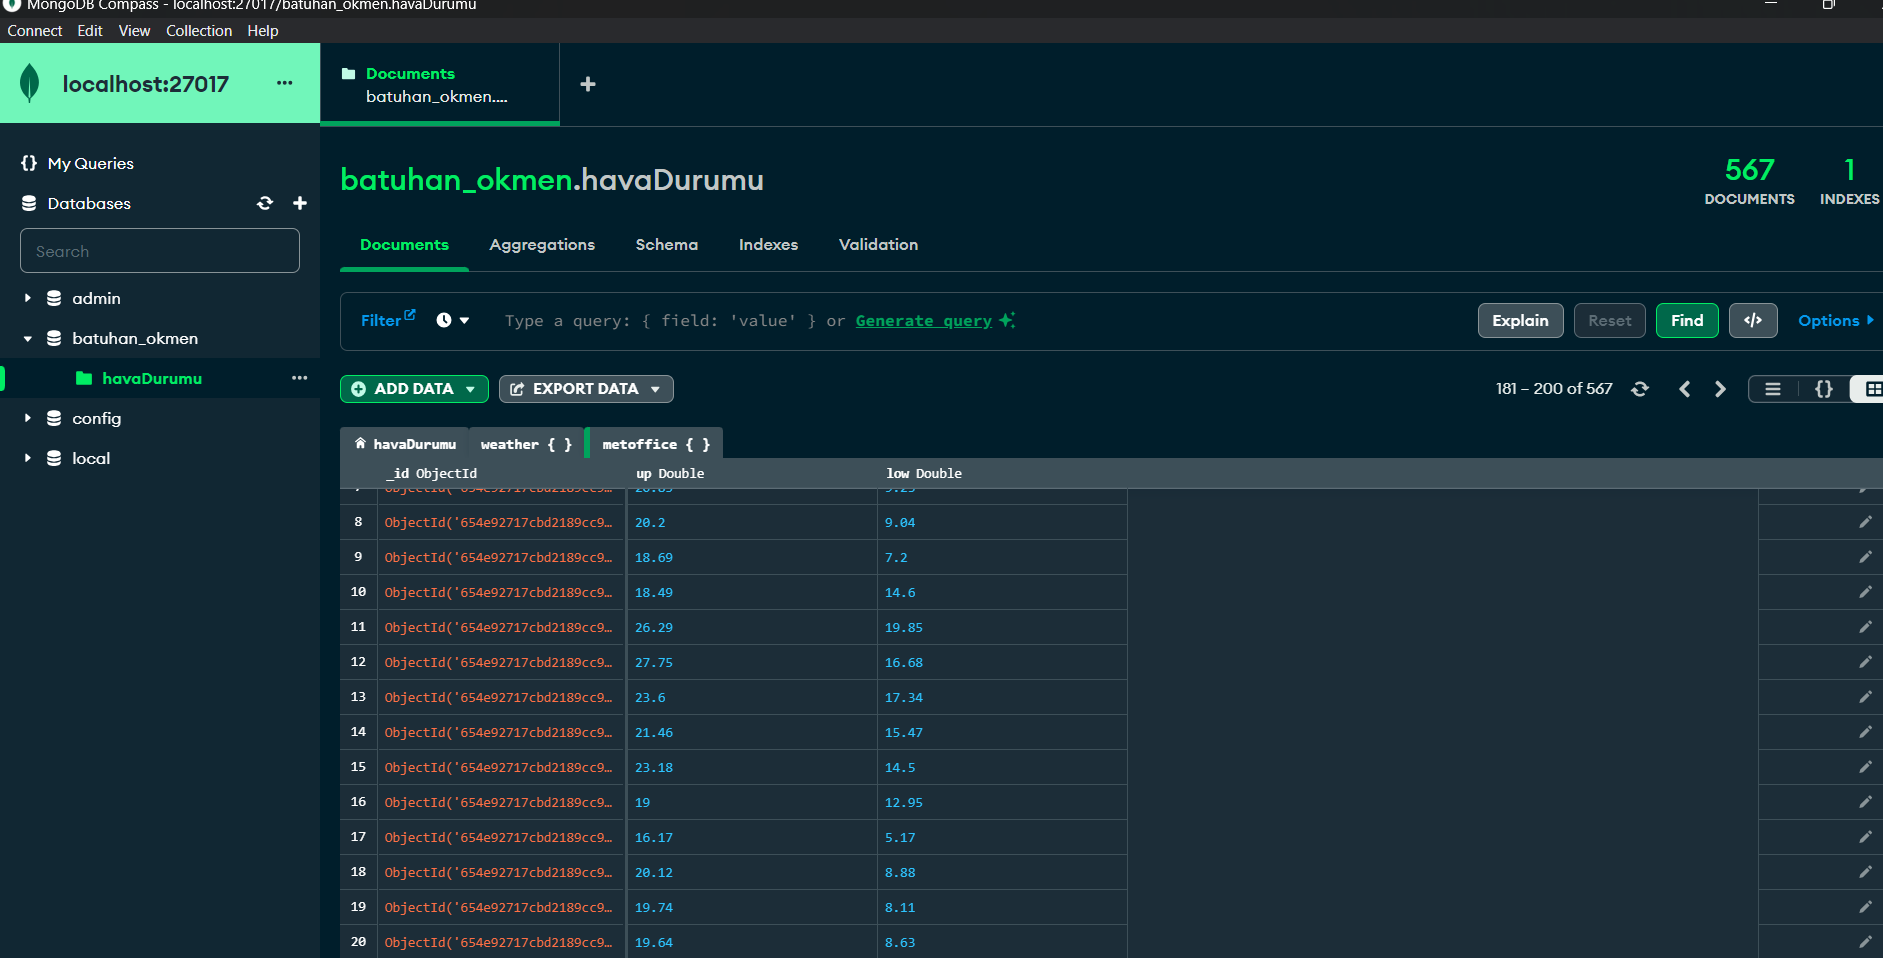 MongoDB Compass - localhost:27017/batuhan_okmen.havaDurumu
Connect Edit View Collection Help
localhost:27017
Documents
batuhan_okmen....
My Queries
Databases
Search
admin
batuhan_okmen
havaDurumu
config
local
batuhan_okmen.havaDurumu
567
DOCUMENTS
1
INDEXES
Documents Aggregations Schema Indexes Validation
Filter Type a query: { field: 'value' } or Generate query Explain Reset Find </> Options
ADD DATA EXPORT DATA 181 – 200 of 567 {}
havaDurumu weather { } metoffice { }
_id ObjectId up Double low Double
8 ObjectId('654e92717cbd2189cc9… 20.2 9.04
9 ObjectId('654e92717cbd2189cc9… 18.69 7.2
10 ObjectId('654e92717cbd2189cc9… 18.49 14.6
11 ObjectId('654e92717cbd2189cc9… 26.29 19.85
12 ObjectId('654e92717cbd2189cc9… 27.75 16.68
13 ObjectId('654e92717cbd2189cc9… 23.6 17.34
14 ObjectId('654e92717cbd2189cc9… 21.46 15.47
15 ObjectId('654e92717cbd2189cc9… 23.18 14.5
16 ObjectId('654e92717cbd2189cc9… 19 12.95
17 ObjectId('654e92717cbd2189cc9… 16.17 5.17
18 ObjectId('654e92717cbd2189cc9… 20.12 8.88
19 ObjectId('654e92717cbd2189cc9… 19.74 8.11
20 ObjectId('654e92717cbd2189cc9… 19.64 8.63